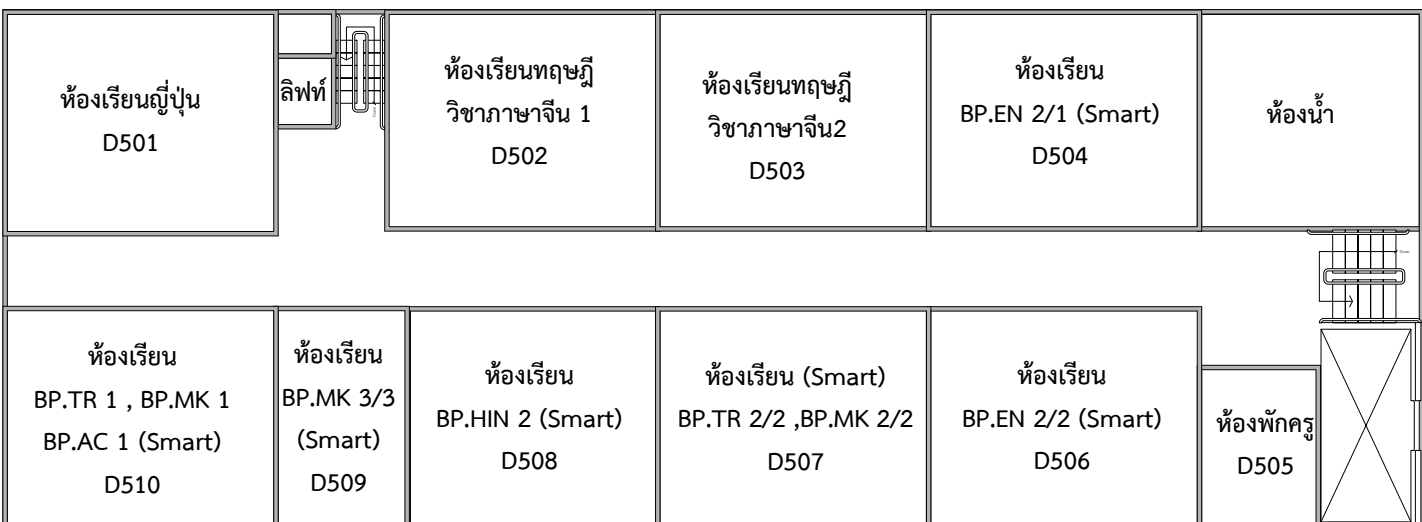 ห้องเรียนญี่ปุ่น
D501
ลิฟท์
ห้องเรียนทฤษฎี
วิชาภาษาจีน 1
D502
ห้องเรียนทฤษฎี
วิชาภาษาจีน2
D503
ห้องเรียน
BP.EN 2/1 (Smart)
D504
ห้องน้ำ
ห้องเรียน
BP.TR 1 , BP.MK 1
BP.AC 1 (Smart)
D510
ห้องเรียน
BP.MK 3/3
(Smart)
D509
ห้องเรียน
BP.HIN 2 (Smart)
D508
ห้องเรียน (Smart)
BP.TR 2/2 ,BP.MK 2/2
D507
ห้องเรียน
BP.EN 2/2 (Smart)
D506
ห้องพักครู
D505